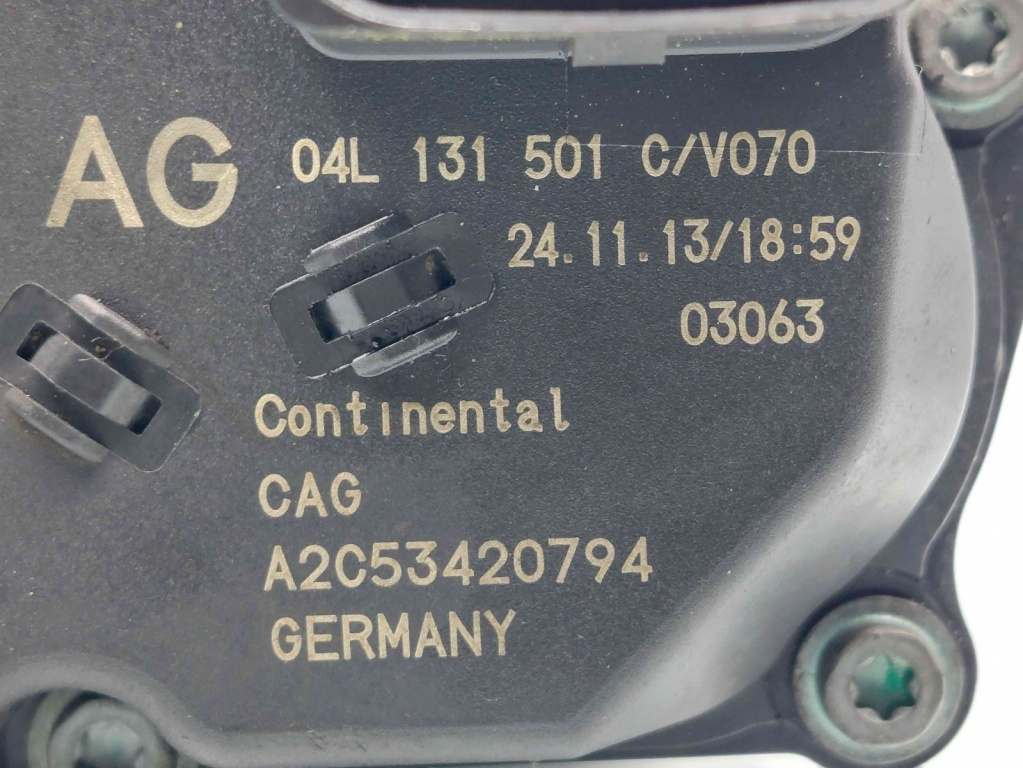 AG 04L 131 501 C/V070
24.11.13/18:59
03063
Continental
CAG
A2C53420794
GERMANY